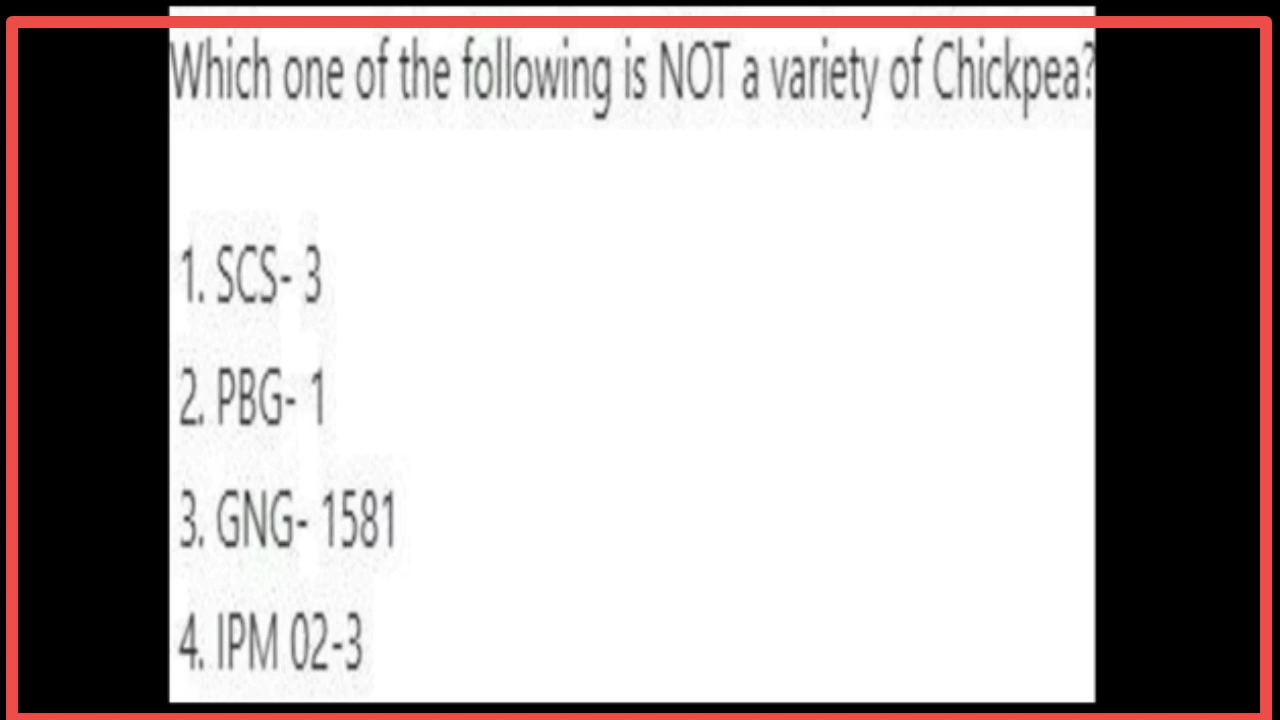 Which one of the following is NOT a variety of Chickpea?
1. SCS- 3
2. PBG- 1
3. GNG- 1581
4. IPM 02-3